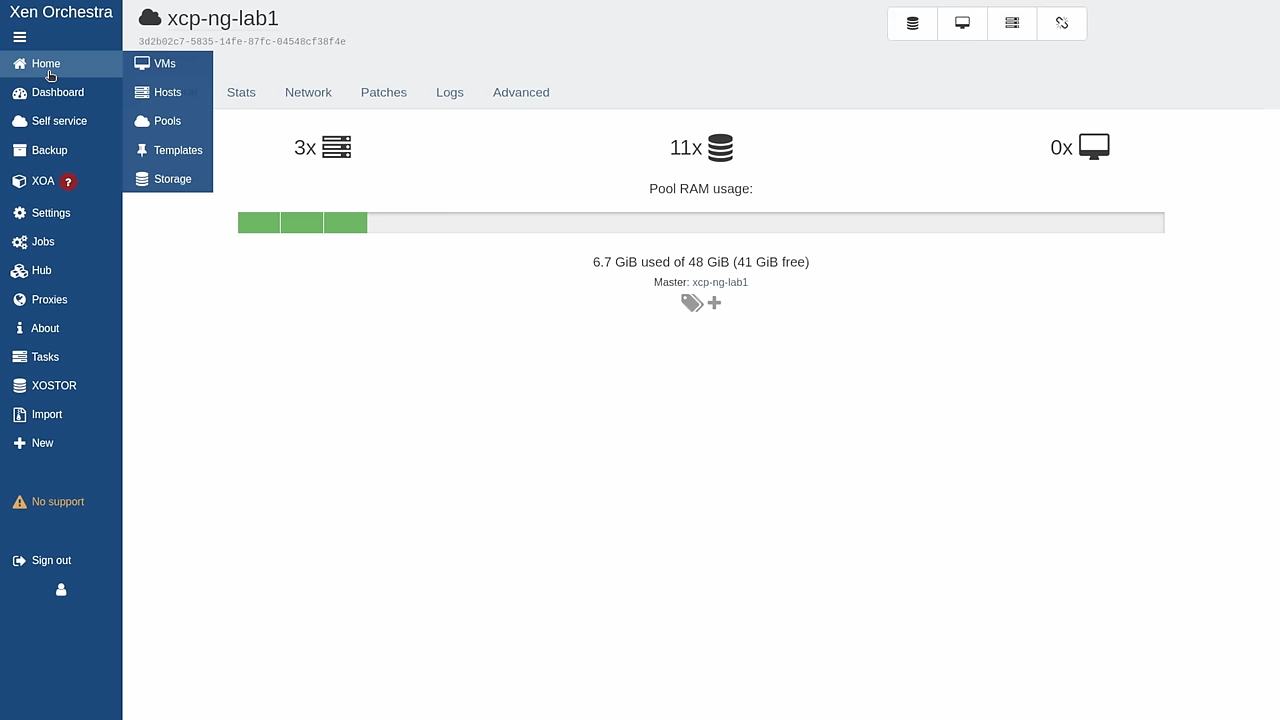 Xen Orchestra
Home
Dashboard
Self service
Backup
XOA ?
Settings
Jobs
Hub
Proxies
About
Tasks
XOSTOR
Import
New
No support
Sign out
VMs
Hosts
Pools
Templates
Storage
xcp-ng-lab1
3d2b02c7-5835-14fe-87fc-04548cf38f4e
Stats Network Patches Logs Advanced
3x 11x 0x
Pool RAM usage:
6.7 GiB used of 48 GiB (41 GiB free)
Master: xcp-ng-lab1